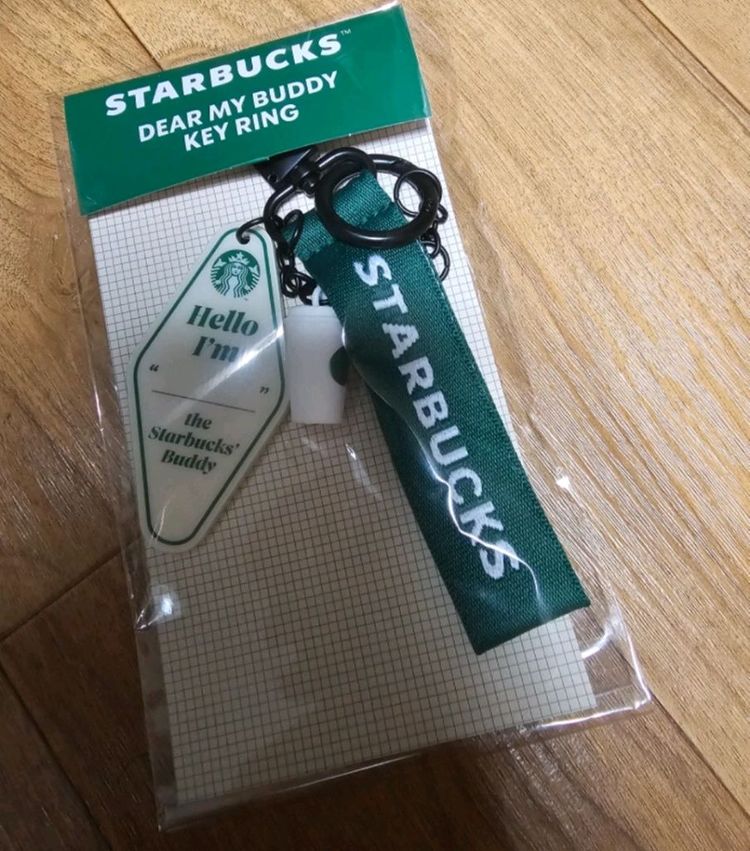 STARBUCKS™
DEAR MY BUDDY
KEY RING
Hello
I'm
“
”
the
Starbucks'
Buddy
STARBUCKS